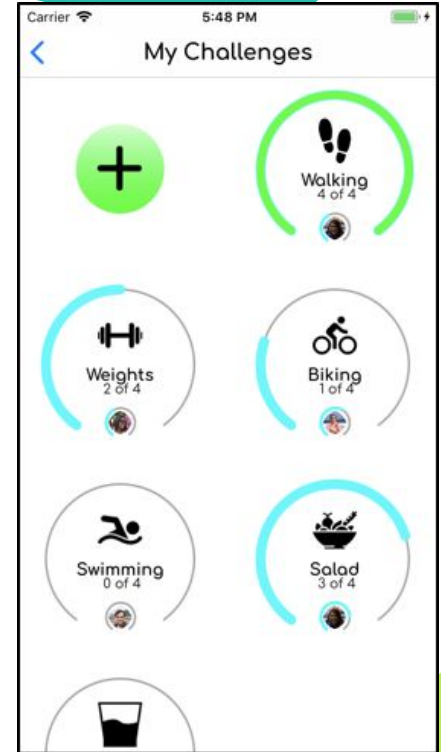 Carrier 5:48 PM
My Challenges
Walking
4 of 4
Weights
2 of 4
Biking
1 of 4
Swimming
0 of 4
Salad
3 of 4